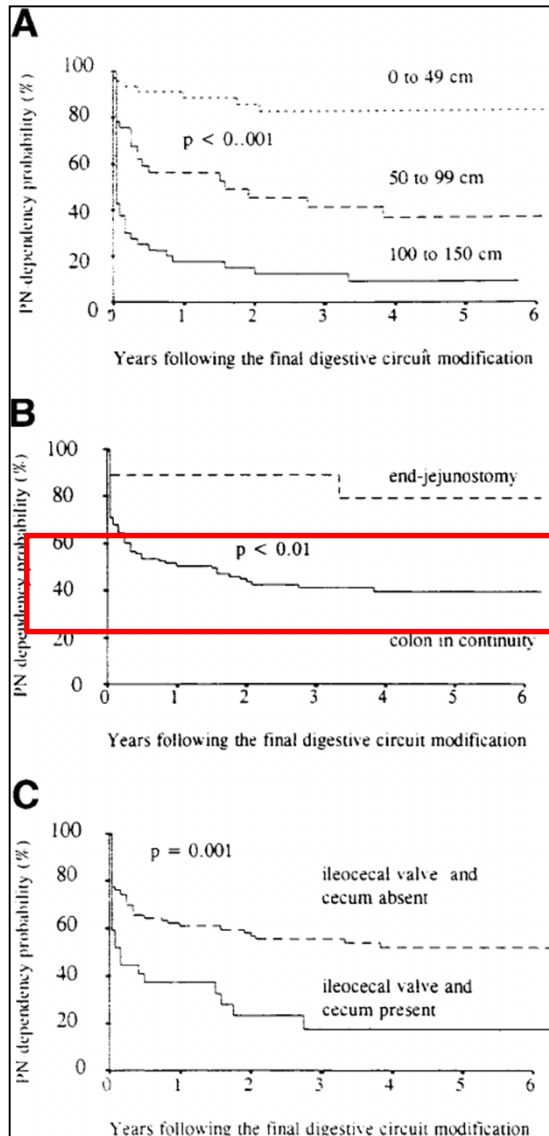 A
PN-dependency probability (%)
100
80
60
40
20
0
0 to 49 cm
p < 0..001
50 to 99 cm
100 to 150 cm
0 1 2 3 4 5 6
Years following the final digestive circuit modification
B
PN dependency probability (%)
100
80
60
40
20
0
end-jejunostomy
p < 0.01
colon in continuity
0 1 2 3 4 5 6
Years following the final digestive circuit modification
C
PN dependency probability (%)
100
80
60
40
20
0
p = 0.001
ileocecal valve and
cecum absent
ileocecal valve and
cecum present
0 1 2 3 4 5 6
Years following the final digestive circuit modification